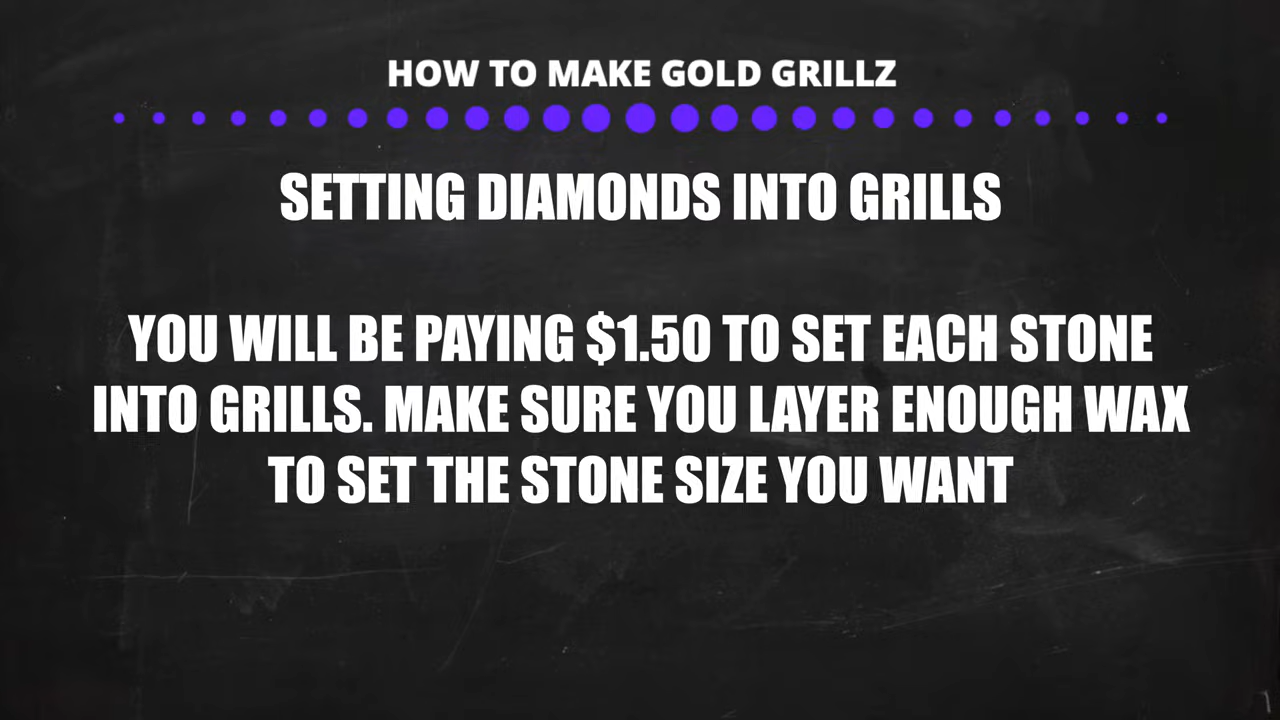 HOW TO MAKE GOLD GRILLZ
SETTING DIAMONDS INTO GRILLS
YOU WILL BE PAYING $1.50 TO SET EACH STONE
INTO GRILLS. MAKE SURE YOU LAYER ENOUGH WAX
TO SET THE STONE SIZE YOU WANT